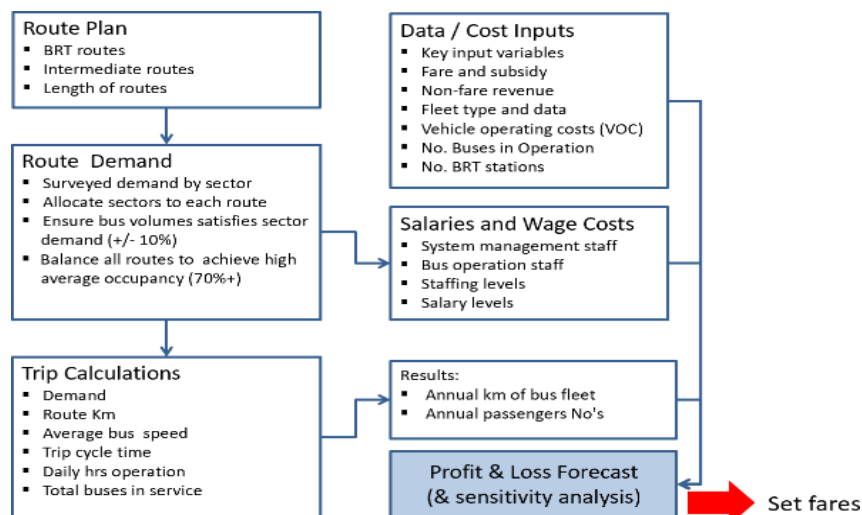 Route Plan
▪ BRT routes
▪ Intermediate routes
▪ Length of routes
Route Demand
▪ Surveyed demand by sector
▪ Allocate sectors to each route
▪ Ensure bus volumes satisfies sector
demand (+/- 10%)
▪ Balance all routes to achieve high
average occupancy (70%+)
Trip Calculations
▪ Demand
▪ Route Km
▪ Average bus speed
▪ Trip cycle time
▪ Daily hrs operation
▪ Total buses in service
Data / Cost Inputs
▪ Key input variables
▪ Fare and subsidy
▪ Non-fare revenue
▪ Fleet type and data
▪ Vehicle operating costs (VOC)
▪ No. Buses in Operation
▪ No. BRT stations
Salaries and Wage Costs
▪ System management staff
▪ Bus operation staff
▪ Staffing levels
▪ Salary levels
Results:
▪ Annual km of bus fleet
▪ Annual passengers No's
Profit & Loss Forecast
(& sensitivity analysis)
Set fares